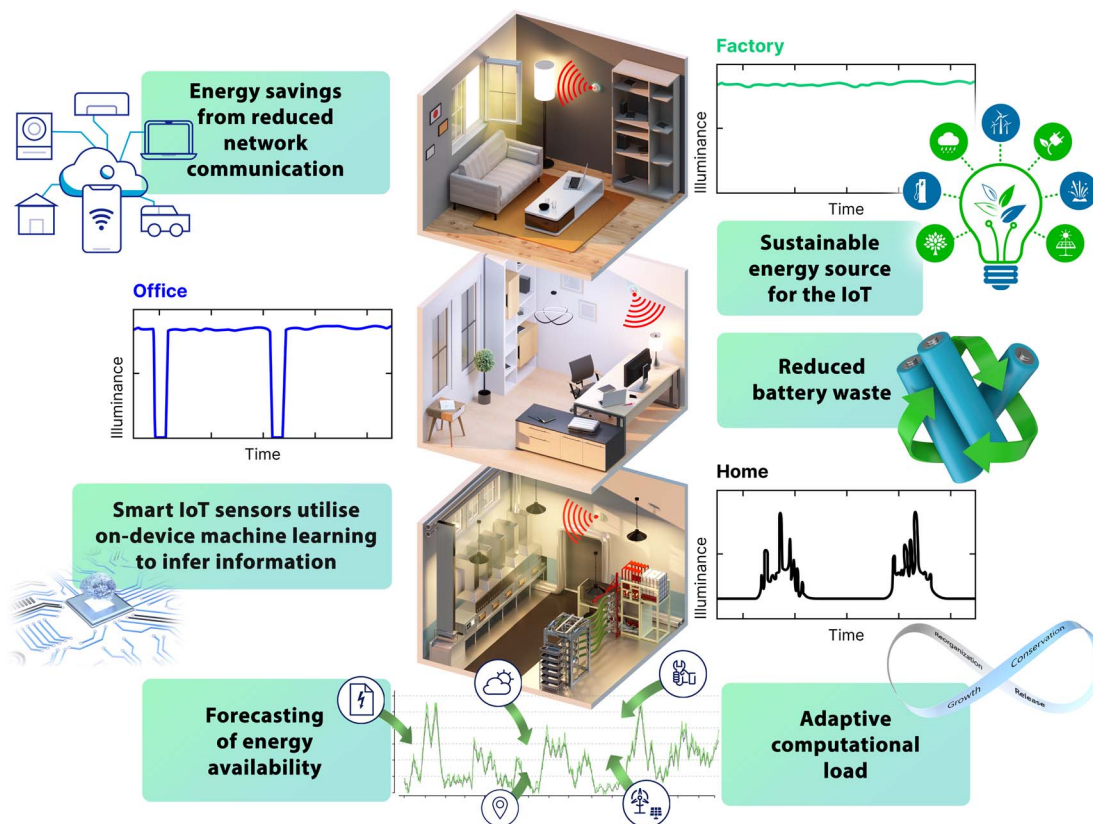 Energy savings
from reduced
network
communication
Factory
Illuminance
Time
Sustainable
energy source
for the IoT
Office
Illuminance
Time
Reduced
battery waste
Smart IoT sensors utilise
on-device machine learning
to infer information
Home
Illuminance
Time
Reorganization
Conservation
Growth
Release
Forecasting
of energy
availability
Adaptive
computational
load